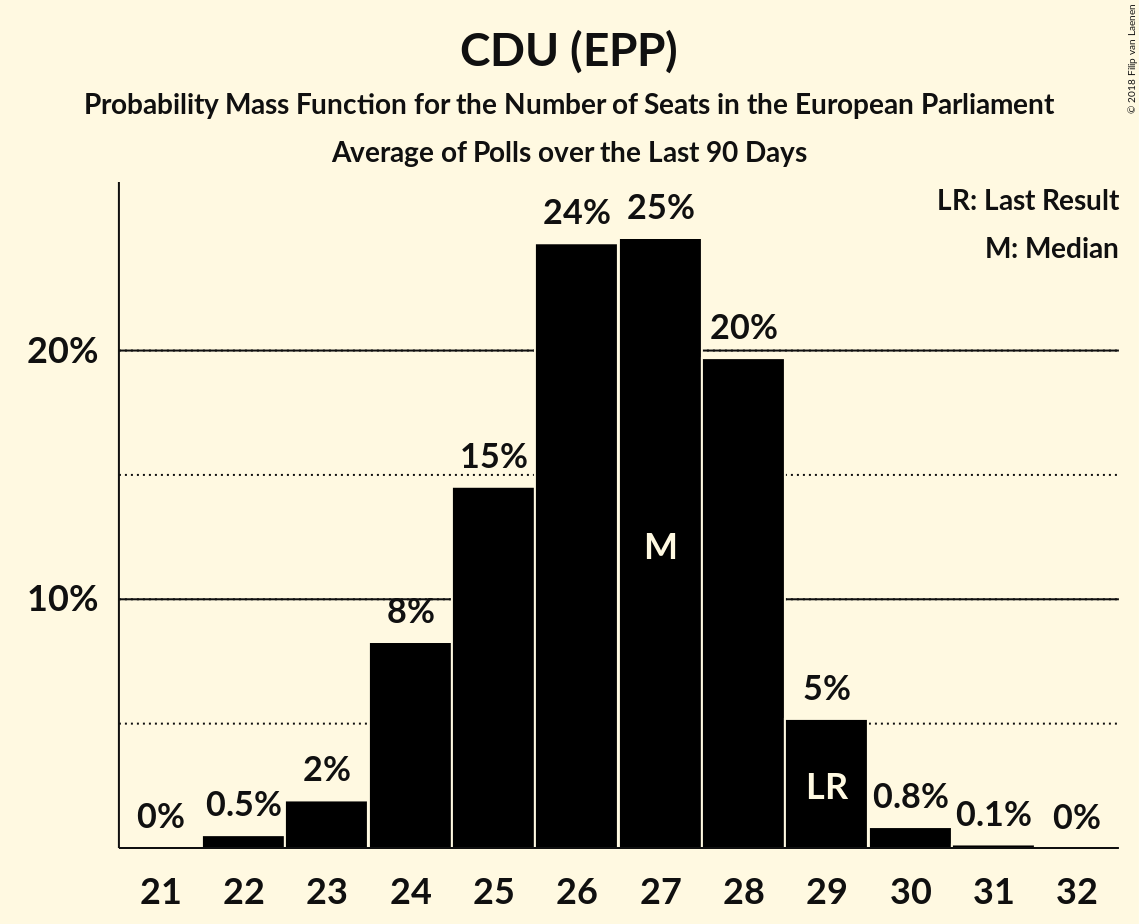 CDU (EPP)
Probability Mass Function for the Number of Seats in the European Parliament
Average of Polls over the Last 90 Days
© 2018 Filip van Laenen
LR: Last Result
M: Median
24% 25%
20% 20%
15%
M
10% 8%
5%
2% LR
0% 0.5% 0.8% 0.1% 0%
21 22 23 24 25 26 27 28 29 30 31 32